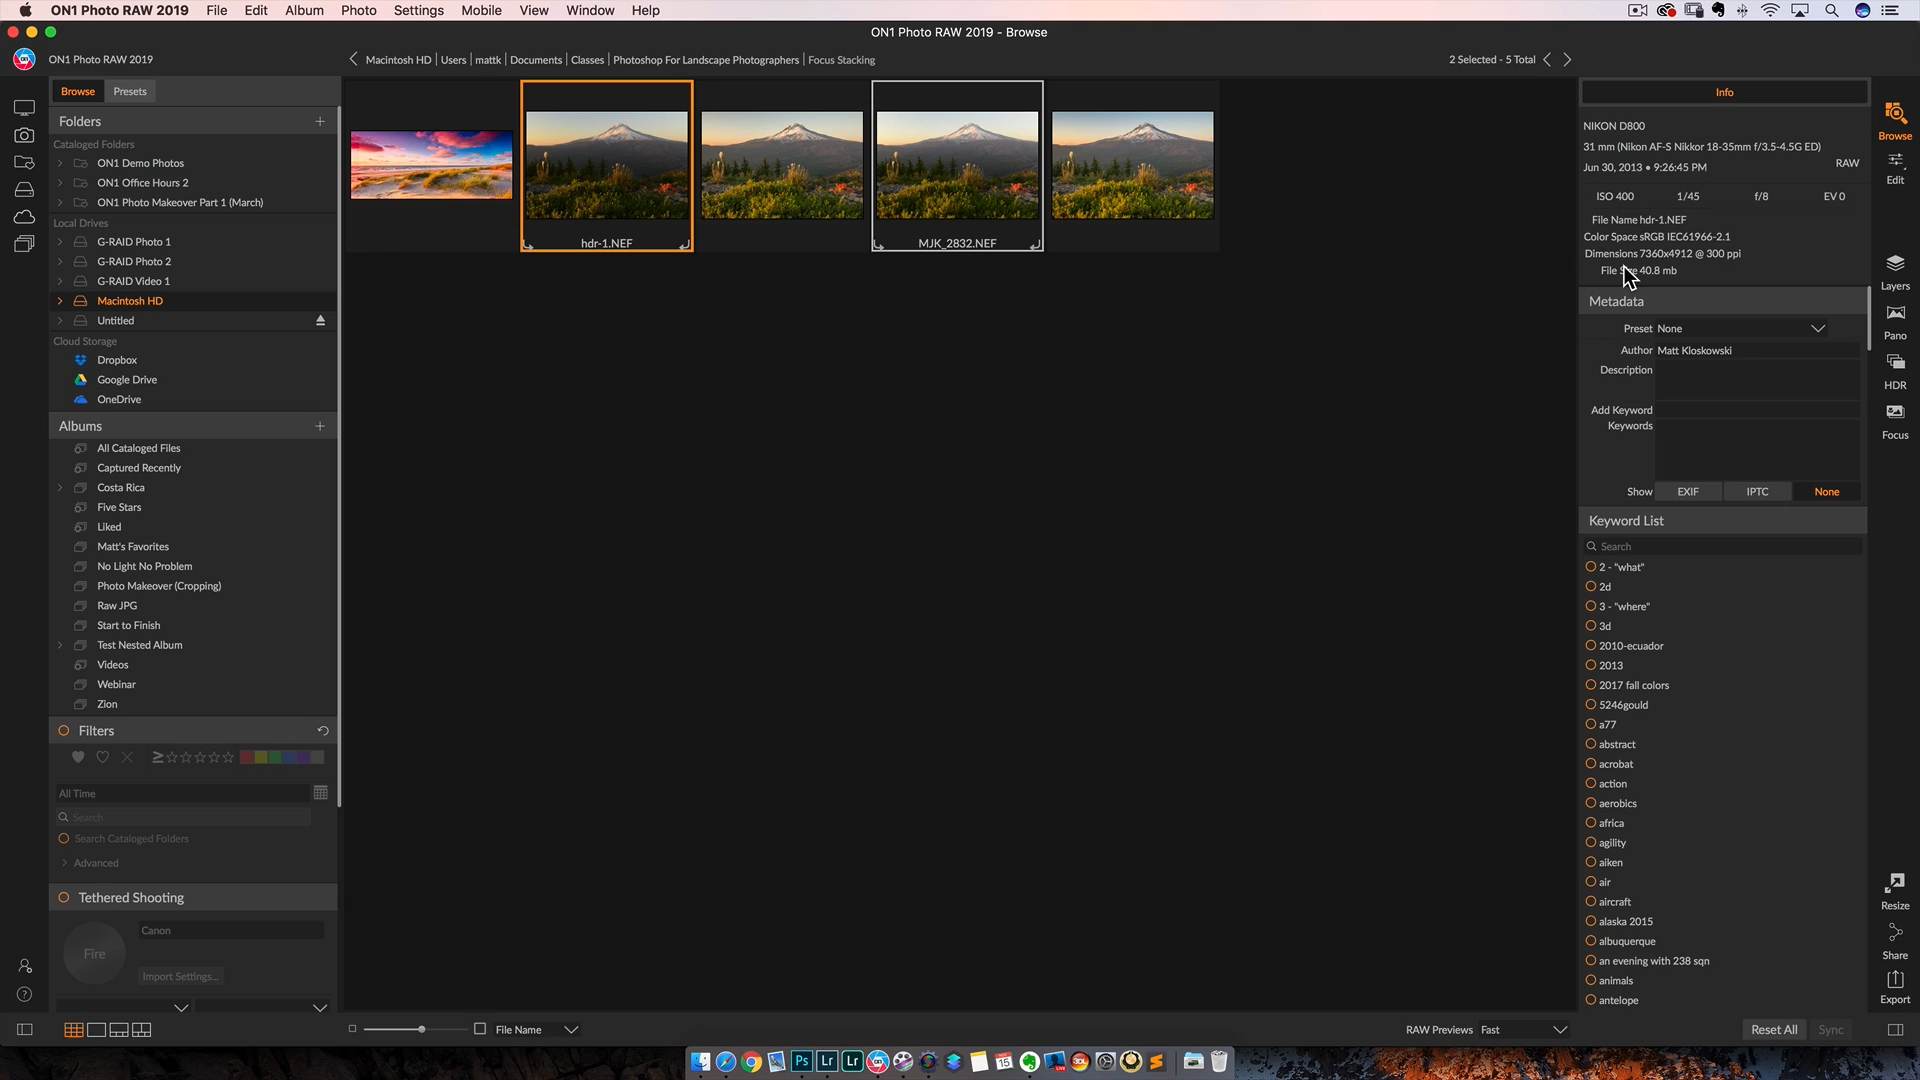 ON1 Photo RAW 2019 File Edit Album Photo Settings Mobile View Window Help
ON1 Photo RAW 2019 - Browse
ON1 Photo RAW 2019
Macintosh HD Users mattk Documents Classes Photoshop For Landscape Photographers Focus Stacking
2 Selected - 5 Total
Browse Presets
Folders
Cataloged Folders
ON1 Demo Photos
ON1 Office Hours 2
ON1 Photo Makeover Part 1 (March)
Local Drives
G-RAID Photo 1
G-RAID Photo 2
G-RAID Video 1
Macintosh HD
Untitled
Cloud Storage
Dropbox
Google Drive
OneDrive
Albums
All Cataloged Files
Captured Recently
Costa Rica
Five Stars
Liked
Matt's Favorites
No Light No Problem
Photo Makeover (Cropping)
Raw JPG
Start to Finish
Test Nested Album
Videos
Webinar
Zion
Filters
All Time
Search
Search Cataloged Folders
Advanced
Tethered Shooting
Canon
Fire
Import Settings...
hdr-1.NEF
MJK_2832.NEF
File Name
RAW Previews Fast
Info
NIKON D800
31 mm (Nikon AF-S Nikkor 18-35mm f/3.5-4.5G ED)
Jun 30, 2013 • 9:26:45 PM
RAW
ISO 400 1/45 f/8 EV 0
File Name hdr-1.NEF
Color Space sRGB IEC61966-2.1
Dimensions 7360x4912 @ 300 ppi
File 40.8 mb
Metadata
Preset None
Author Matt Kloskowski
Description
Add Keyword
Keywords
Show EXIF IPTC None
Keyword List
Search
2 - "what"
2d
3 - "where"
3d
2010-ecuador
2013
2017 fall colors
5246gould
a77
abstract
acrobat
action
aerobics
africa
agility
aiken
air
aircraft
alaska 2015
albuquerque
an evening with 238 sqn
animals
antelope
Reset All Sync
Browse
Edit
Layers
Pano
HDR
Focus
Resize
Share
Export
Ps Lr Lr
15